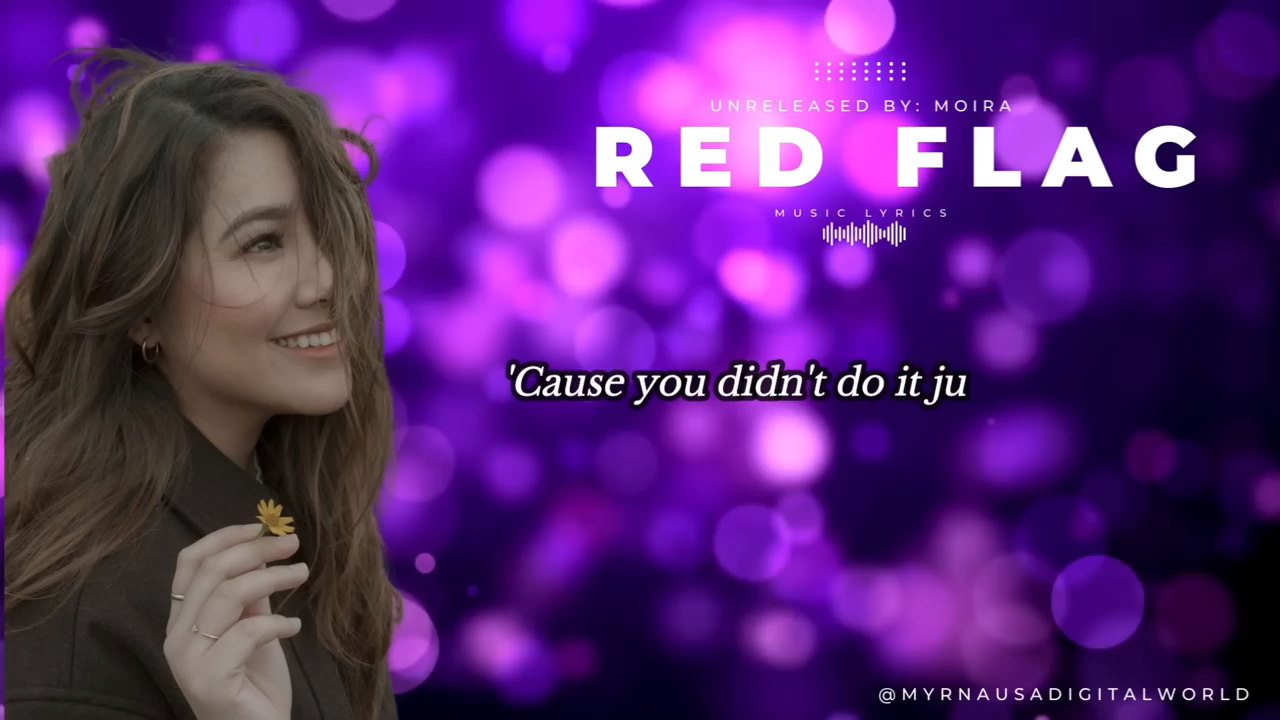 UNRELEASED BY: MOIRA
RED FLAG
MUSIC LYRICS
'Cause you didn't do it ju
@MYRNAUSADIGITALWORLD